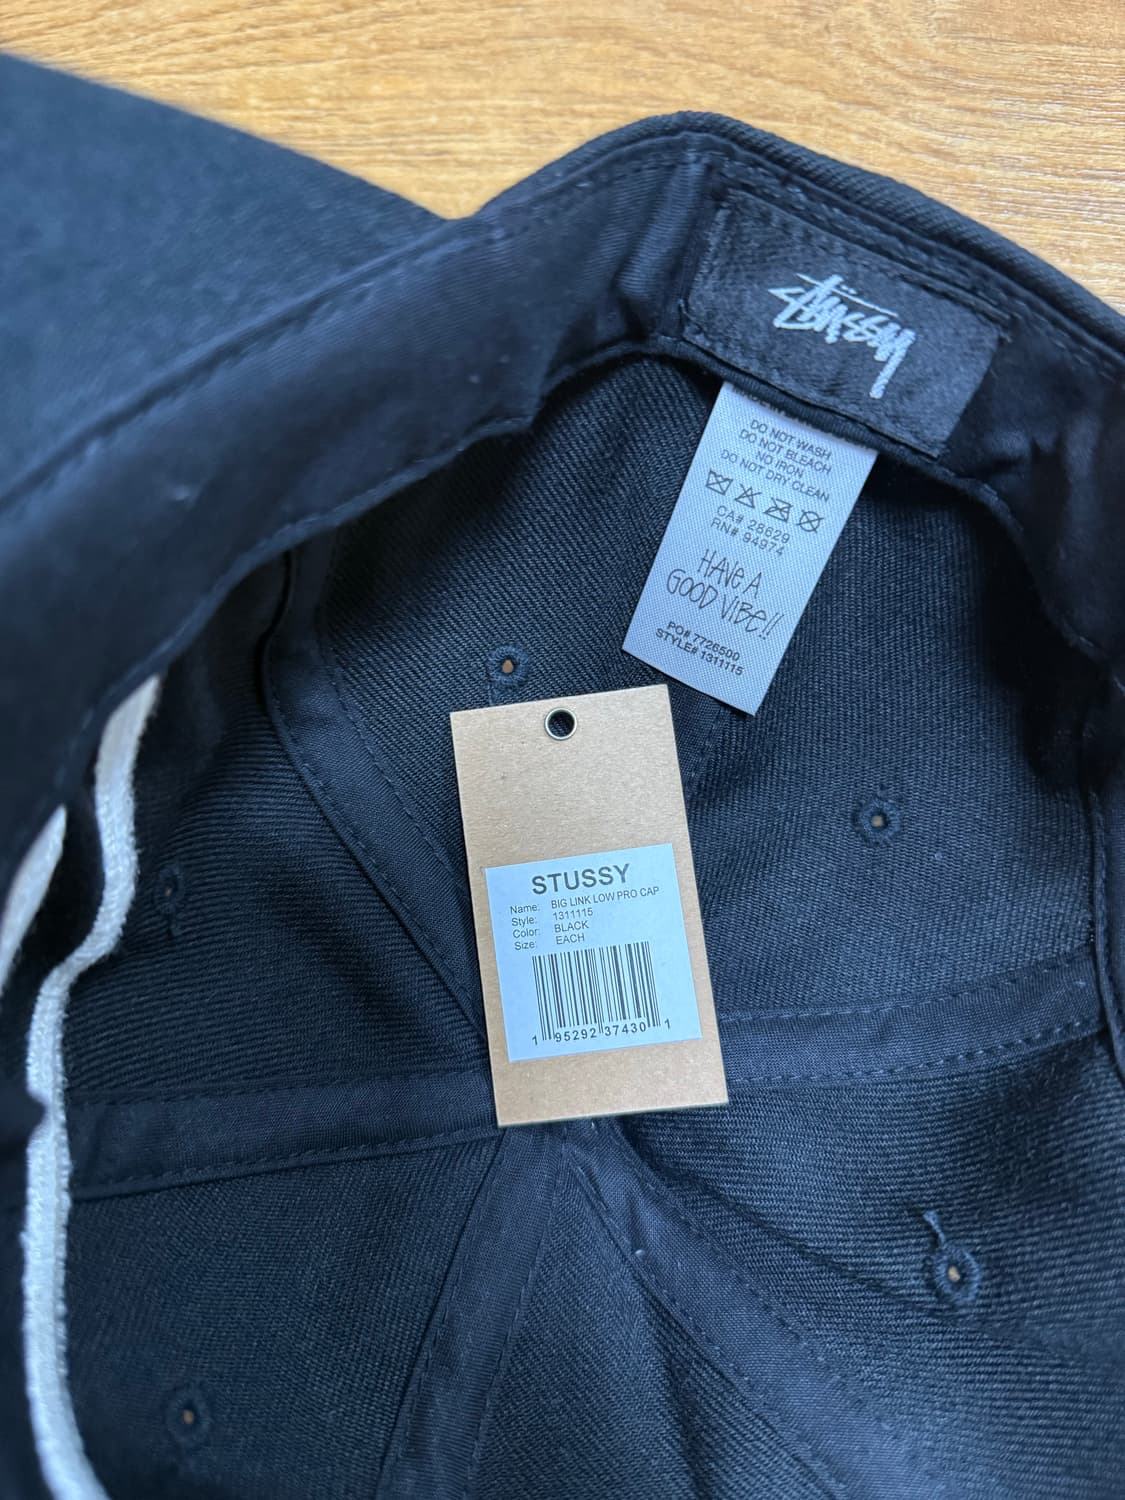 Stüssy
DO NOT WASH
DO NOT BLEACH
NO IRON
DO NOT DRY CLEAN
CA# 28629
RN# 94974
HAVE A
GOOD VIBE!!
PO# 7726500
STYLE# 1311115
STUSSY
Name: BIG LINK LOW PRO CAP
Style: 1311115
Color: BLACK
Size: EACH
1 95292 37430 1